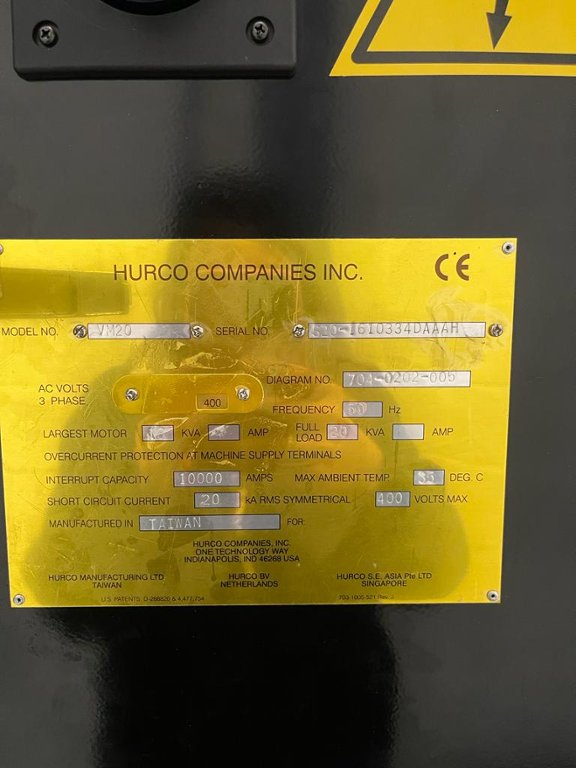 HURCO COMPANIES INC. CE
MODEL NO. VM20 SERIAL NO.
AC VOLTS 3 PHASE 400
DIAGRAM NO. 704-0202-005
FREQUENCY Hz
LARGEST MOTOR KVA AMP FULL LOAD KVA AMP
OVERCURRENT PROTECTION AT MACHINE SUPPLY TERMINALS
INTERRUPT CAPACITY 10000 AMPS MAX AMBIENT TEMP. DEG. C
SHORT CIRCUIT CURRENT 20 kA RMS SYMMETRICAL 400 VOLTS MAX
MANUFACTURED IN TAIWAN FOR:
HURCO COMPANIES, INC.
ONE TECHNOLOGY WAY
INDIANAPOLIS, IND 46268 USA
HURCO MANUFACTURING LTD HURCO BV HURCO S.E. ASIA Pte LTD
TAIWAN NETHERLANDS SINGAPORE
U.S. PATENTS